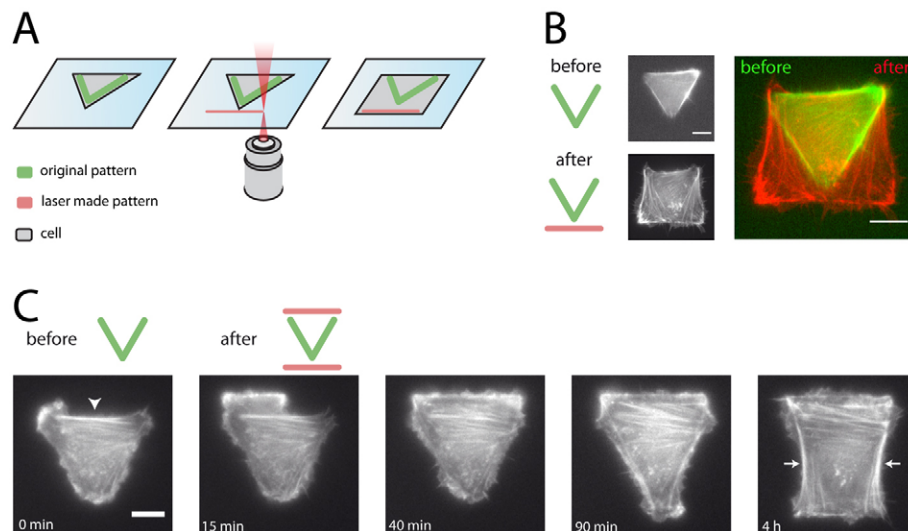 A
B
before
before
after
original pattern
laser made pattern
cell
after
C
before
after
0 min
15 min
40 min
90 min
4 h